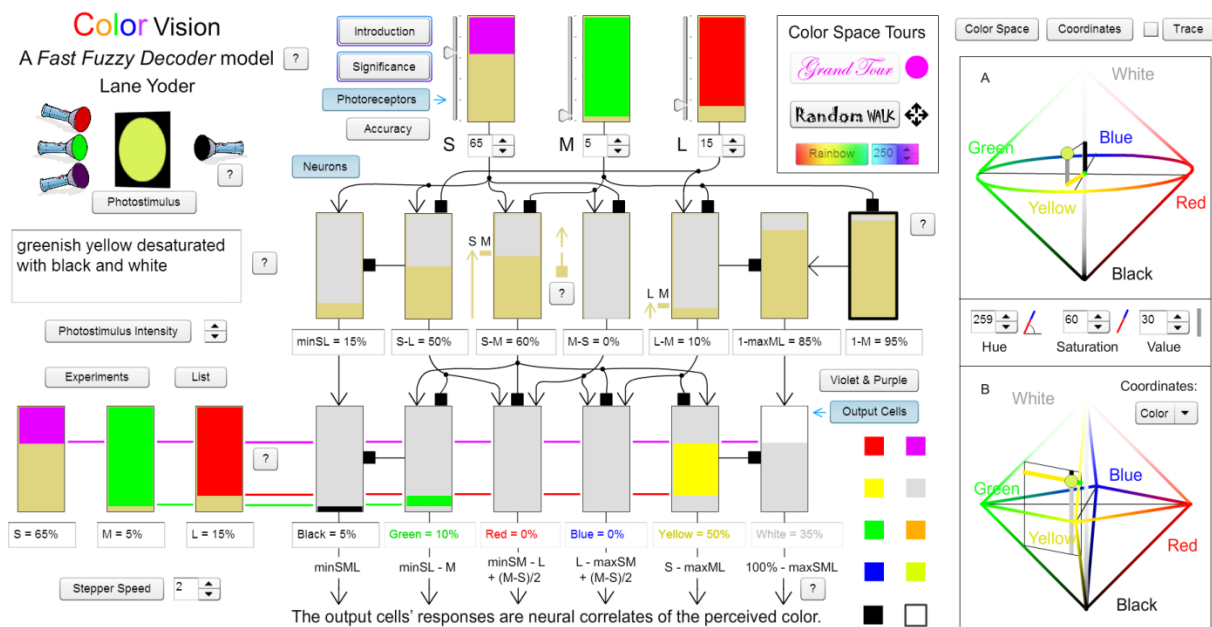 Color Vision
A Fast Fuzzy Decoder model
?
Lane Yoder
Introduction
Significance
Photoreceptors
Accuracy
S
65
M
5
L
15
Color Space Tours
Grand Tour
Random WALK
Rainbow
250
Color Space
Coordinates
Trace
?
Photostimulus
Neurons
greenish yellow desaturated
with black and white
?
S M
?
L M
?
Photostimulus Intensity
minSL = 15%
S-L = 50%
S-M = 60%
M-S = 0%
L-M = 10%
1-maxML = 85%
1-M = 95%
Experiments
List
Violet & Purple
Output Cells
?
S = 65%
M = 5%
L = 15%
Black = 5%
Green = 10%
Red = 0%
Blue = 0%
Yellow = 50%
White = 35%
minSML
minSL - M
minSM - L
+ (M-S)/2
L - maxSM
+ (M-S)/2
S - maxML
100% - maxSML
Stepper Speed
2
?
The output cells' responses are neural correlates of the perceived color.
A
White
Green
Blue
Yellow
Red
Black
259
60
30
Hue
Saturation
Value
B
Coordinates:
Color
White
Green
Blue
Yellow
Red
Black